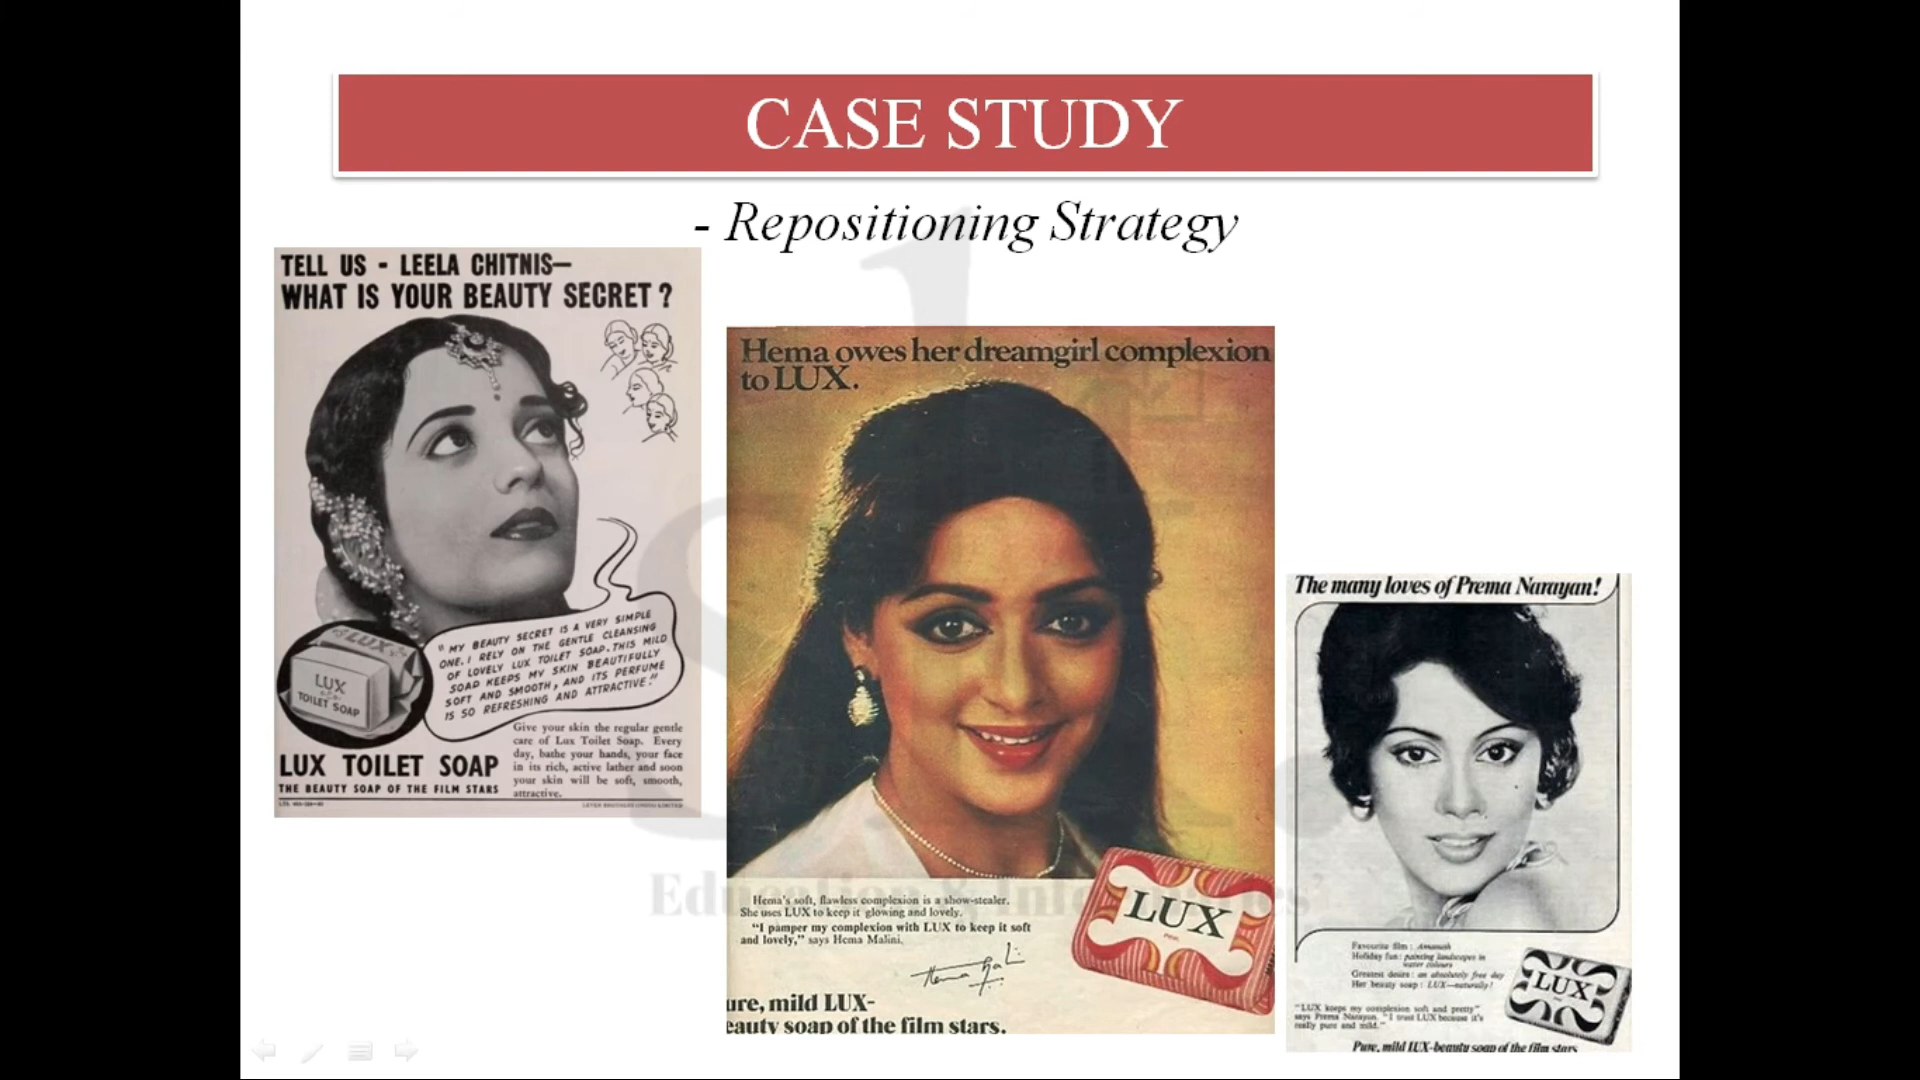 CASE STUDY
- Repositioning Strategy
TELL US - LEELA CHITNIS—
WHAT IS YOUR BEAUTY SECRET ?
"MY BEAUTY SECRET IS A VERY SIMPLE
ONE. I RELY ON THE GENTLE CLEANSING
OF LOVELY LUX TOILET SOAP. THIS MILD
SOAP KEEPS MY SKIN BEAUTIFULLY
SOFT AND SMOOTH, AND ITS PERFUME
IS SO REFRESHING AND ATTRACTIVE."
LUX
LUX
TOILET SOAP
Give your skin the regular gentle
care of Lux Toilet Soap. Every
day, bathe your hands, your face
in its rich, active lather and soon
your skin will be soft, smooth,
attractive.
LUX TOILET SOAP
THE BEAUTY SOAP OF THE FILM STARS
Hema owes her dreamgirl complexion
to LUX.
Hema's soft, flawless complexion is a show-stealer.
She uses LUX to keep it glowing and lovely.
"I pamper my complexion with LUX to keep it soft
and lovely," says Hema Malini.
LUX
ure, mild LUX-
eauty soap of the film stars.
The many loves of Prema Narayan!
Favourite film : Amanush
Holiday fun : painting landscapes in
water colours
Greatest desire : an absolutely free day
Her beauty soap : LUX—naturally!
"LUX keeps my complexion soft and pretty"
says Prema Narayan. "I trust LUX because it's
really pure and mild."
LUX
Pure, mild LUX-beauty soap of the film stars
Education & Informatics